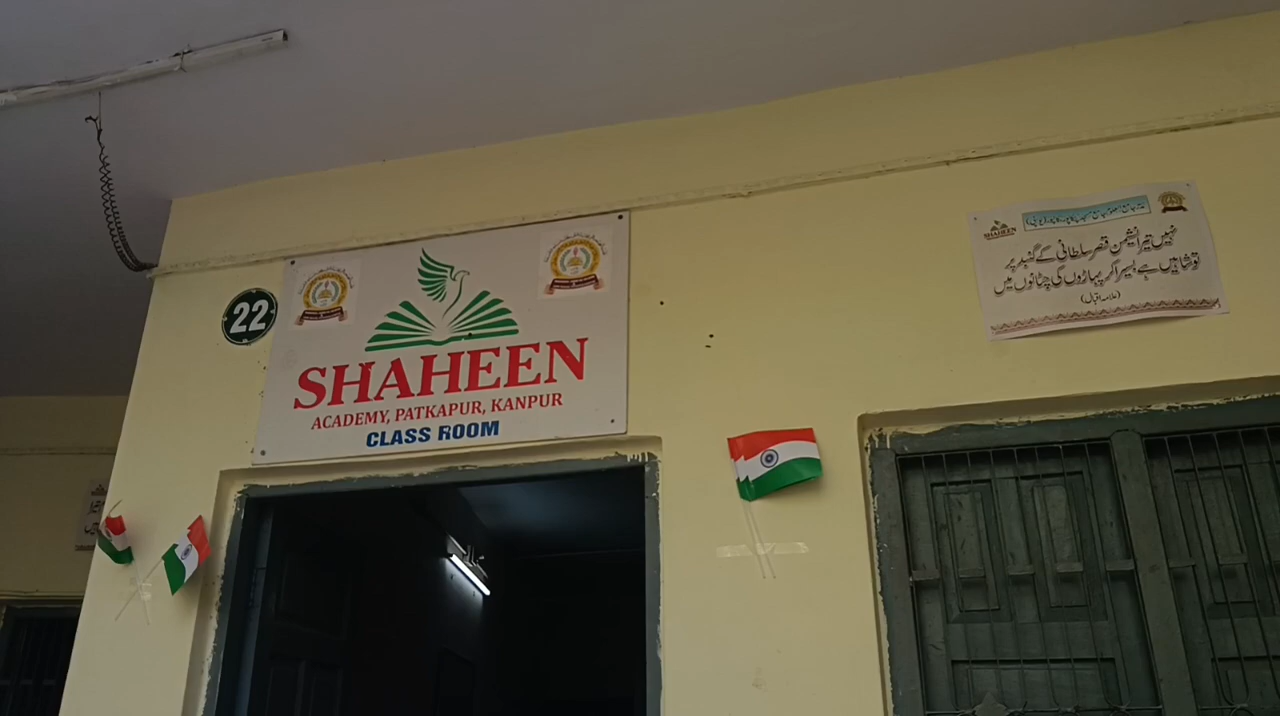 22
SHAHEEN
ACADEMY, PATKAPUR, KANPUR
CLASS ROOM
SHAHEEN
نہیں تیرا نشیمن قصر سلطانی کے گنبد پر
تو شاہیں ہے بسیرا کر پہاڑوں کی چٹانوں میں
(علامہ اقبال)